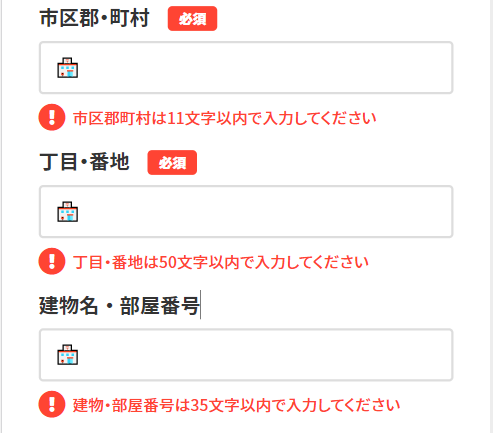 市区郡・町村 必須
市区郡町村は11文字以内で入力してください
丁目・番地 必須
丁目・番地は50文字以内で入力してください
建物名・部屋番号
建物・部屋番号は35文字以内で入力してください